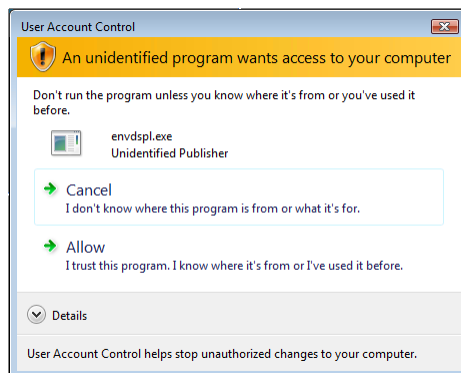 User Account Control
An unidentified program wants access to your computer
Don't run the program unless you know where it's from or you've used it
before.
envdspl.exe
Unidentified Publisher
Cancel
I don't know where this program is from or what it's for.
Allow
I trust this program. I know where it's from or I've used it before.
Details
User Account Control helps stop unauthorized changes to your computer.